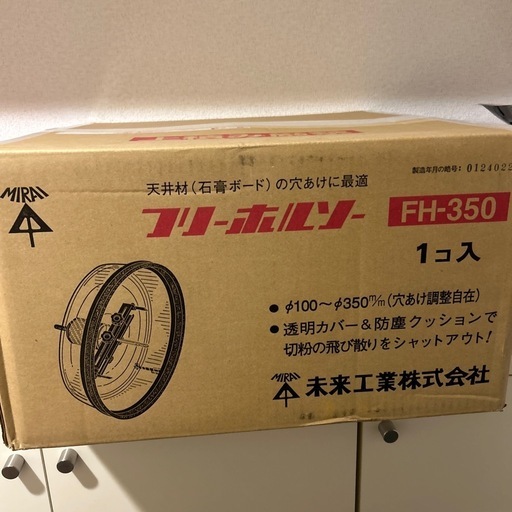 製造年月の略号: 0124022
MIRAI
天井材(石膏ボード)の穴あけに最適
フリーホルソー FH-350
1コ入
● φ100～φ350m/m(穴あけ調整自在)
● 透明カバー&防塵クッションで
切粉の飛び散りをシャットアウト!
MIRAI 未来工業株式会社